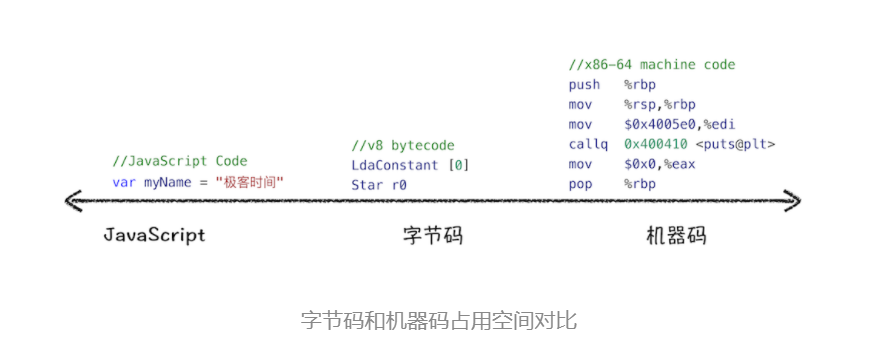 //JavaScript Code
var myName = "极客时间"
JavaScript
//v8 bytecode
LdaConstant [0]
Star r0
字节码
//x86-64 machine code
push %rbp
mov %rsp,%rbp
mov $0x4005e0,%edi
callq 0x400410 <puts@plt>
mov $0x0,%eax
pop %rbp
机器码
字节码和机器码占用空间对比